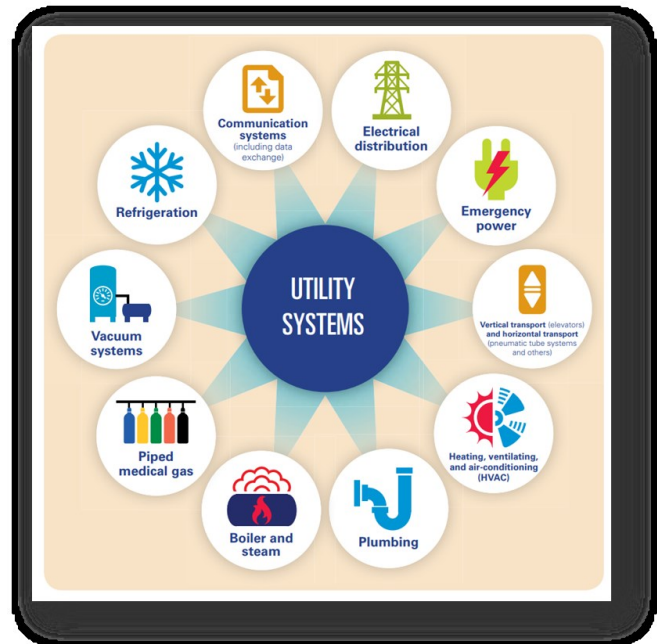 UTILITY
SYSTEMS
Communication
systems
(including data
exchange)
Electrical
distribution
Emergency
power
Vertical transport (elevators)
and horizontal transport
(pneumatic tube systems
and others)
Heating, ventilating,
and air-conditioning
(HVAC)
Plumbing
Boiler and
steam
Piped
medical gas
Vacuum
systems
Refrigeration